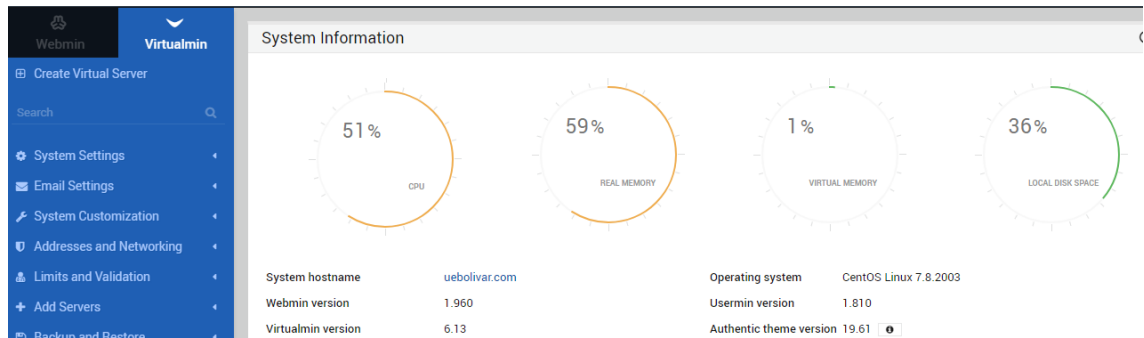 Webmin
Virtualmin
Create Virtual Server
Search
System Settings
Email Settings
System Customization
Addresses and Networking
Limits and Validation
Add Servers
Backup and Restore
System Information
51%
CPU
59%
REAL MEMORY
1%
VIRTUAL MEMORY
36%
LOCAL DISK SPACE
System hostname uebolivar.com Operating system CentOS Linux 7.8.2003
Webmin version 1.960 Usermin version 1.810
Virtualmin version 6.13 Authentic theme version 19.61